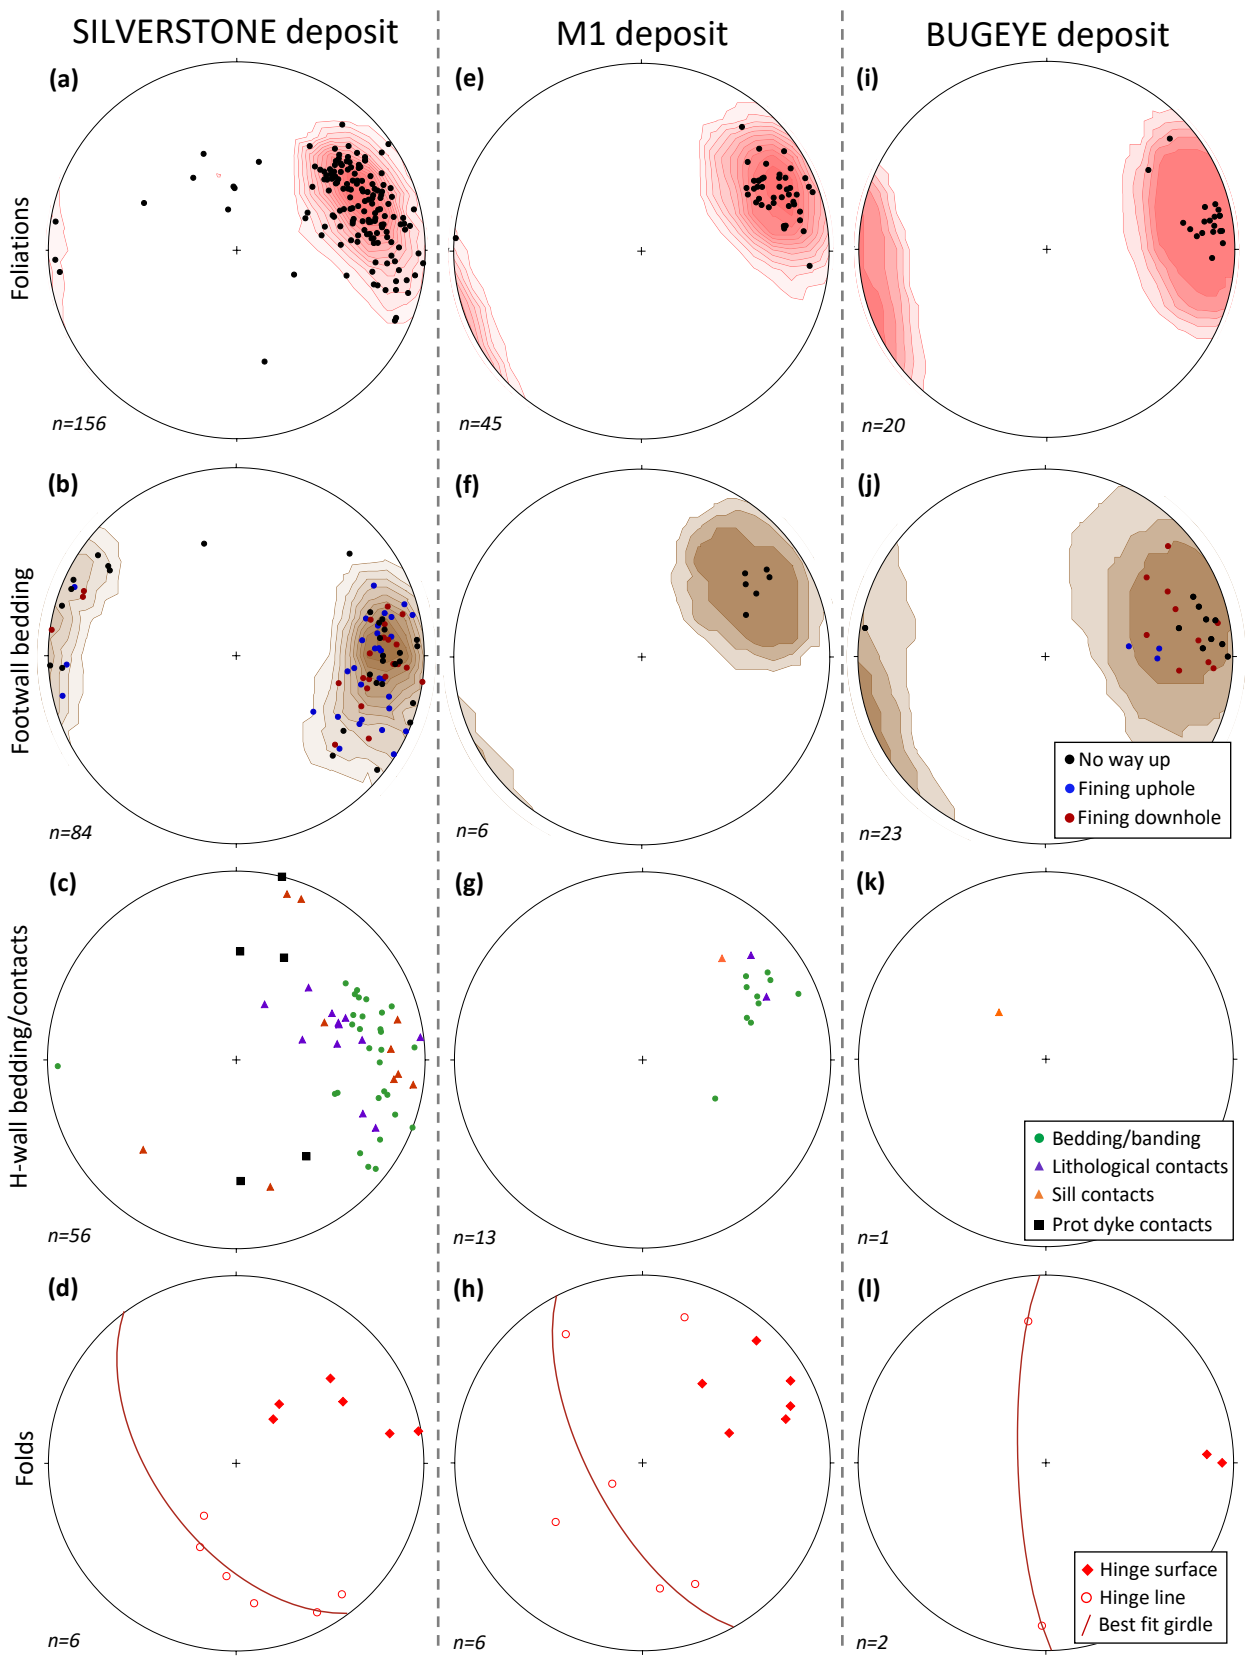 SILVERSTONE deposit
M1 deposit
BUGEYE deposit
Foliations
(a)
n=156
(e)
n=45
(i)
n=20
Footwall bedding
(b)
n=84
(f)
n=6
(j)
n=23
No way up
Fining uphole
Fining downhole
H-wall bedding/contacts
(c)
n=56
(g)
n=13
(k)
n=1
Bedding/banding
Lithological contacts
Sill contacts
Prot dyke contacts
Folds
(d)
n=6
(h)
n=6
(l)
n=2
Hinge surface
Hinge line
Best fit girdle